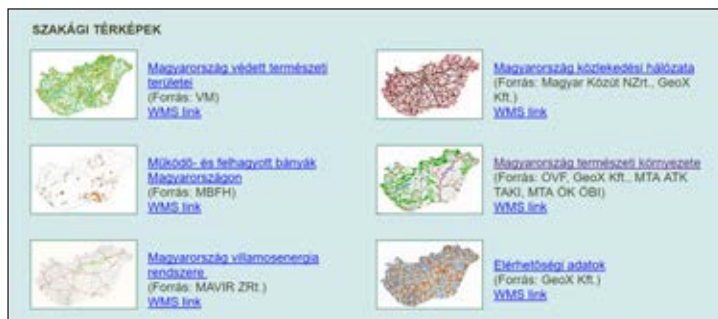 SZAKÁGI TÉRKÉPEK
Magyarország védett természeti
területei
(Forrás: VM)
WMS link
Magyarország közlekedési hálózata
(Forrás: Magyar Közút NZrt., GeoX
Kft.)
WMS link
Működő- és felhagyott bányák
Magyarországon
(Forrás: MBFH)
WMS link
Magyarország természeti környezete
(Forrás: OVF, GeoX Kft., MTA ATK
TAKI, MTA ÖK ÖBI)
WMS link
Magyarország villamosenergia
rendszere
(Forrás: MAVIR ZRt.)
WMS link
Elérhetőségi adatok
(Forrás: GeoX Kft.)
WMS link